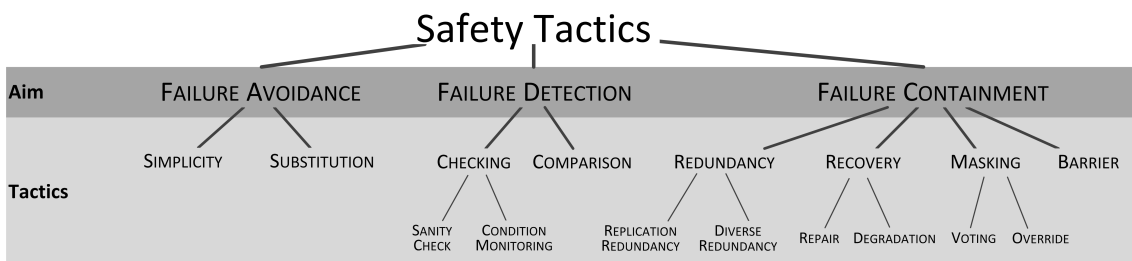 Safety Tactics
Aim FAILURE AVOIDANCE FAILURE DETECTION FAILURE CONTAINMENT
SIMPLICITY SUBSTITUTION CHECKING COMPARISON REDUNDANCY RECOVERY MASKING BARRIER
Tactics
SANITY CHECK
CONDITION MONITORING
REPLICATION REDUNDANCY
DIVERSE REDUNDANCY
REPAIR DEGRADATION VOTING OVERRIDE